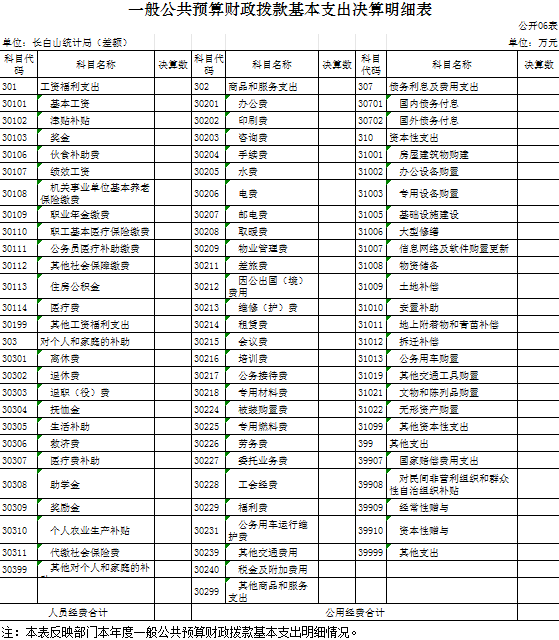 一般公共预算财政拨款基本支出决算明细表
公开06表
单位：长白山统计局（差额） 单位：万元
科目代码 科目名称 决算数 科目代码 科目名称 决算数 科目代码 科目名称 决算数
301 工资福利支出 302 商品和服务支出 307 债务利息及费用支出
30101 基本工资 30201 办公费 30701 国内债务付息
30102 津贴补贴 30202 印刷费 30702 国外债务付息
30103 奖金 30203 咨询费 310 资本性支出
30106 伙食补助费 30204 手续费 31001 房屋建筑物购建
30107 绩效工资 30205 水费 31002 办公设备购置
30108 机关事业单位基本养老保险缴费 30206 电费 31003 专用设备购置
30109 职业年金缴费 30207 邮电费 31005 基础设施建设
30110 职工基本医疗保险缴费 30208 取暖费 31006 大型修缮
30111 公务员医疗补助缴费 30209 物业管理费 31007 信息网络及软件购置更新
30112 其他社会保障缴费 30211 差旅费 31008 物资储备
30113 住房公积金 30212 因公出国（境）费用 31009 土地补偿
30114 医疗费 30213 维修（护）费 31010 安置补助
30199 其他工资福利支出 30214 租赁费 31011 地上附着物和青苗补偿
303 对个人和家庭的补助 30215 会议费 31012 拆迁补偿
30301 离休费 30216 培训费 31013 公务用车购置
30302 退休费 30217 公务接待费 31019 其他交通工具购置
30303 退职（役）费 30218 专用材料费 31021 文物和陈列品购置
30304 抚恤金 30224 被装购置费 31022 无形资产购置
30305 生活补助 30225 专用燃料费 31099 其他资本性支出
30306 救济费 30226 劳务费 399 其他支出
30307 医疗费补助 30227 委托业务费 39907 国家赔偿费用支出
30308 助学金 30228 工会经费 39908 对民间非营利组织和群众性自治组织补贴
30309 奖励金 30229 福利费 39909 经常性赠与
30310 个人农业生产补贴 30231 公务用车运行维护费 39910 资本性赠与
30311 代缴社会保险费 30239 其他交通费用 39999 其他支出
30399 其他对个人和家庭的补 30240 税金及附加费用
30299 其他商品和服务支出
人员经费合计 公用经费合计
注：本表反映部门本年度一般公共预算财政拨款基本支出明细情况。